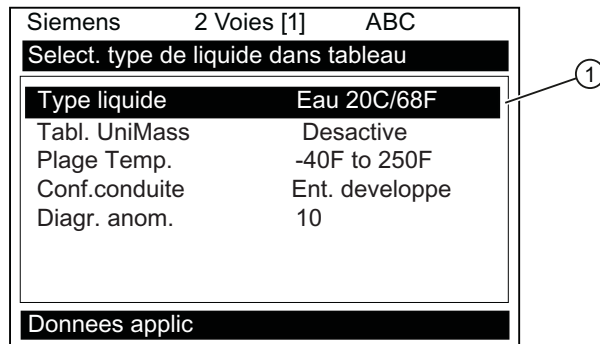 Siemens 2 Voies [1] ABC
Select. type de liquide dans tableau
1
Type liquide Eau 20C/68F
Tabl. UniMass Desactive
Plage Temp. -40F to 250F
Conf.conduite Ent. developpe
Diagr. anom. 10
Donnees applic